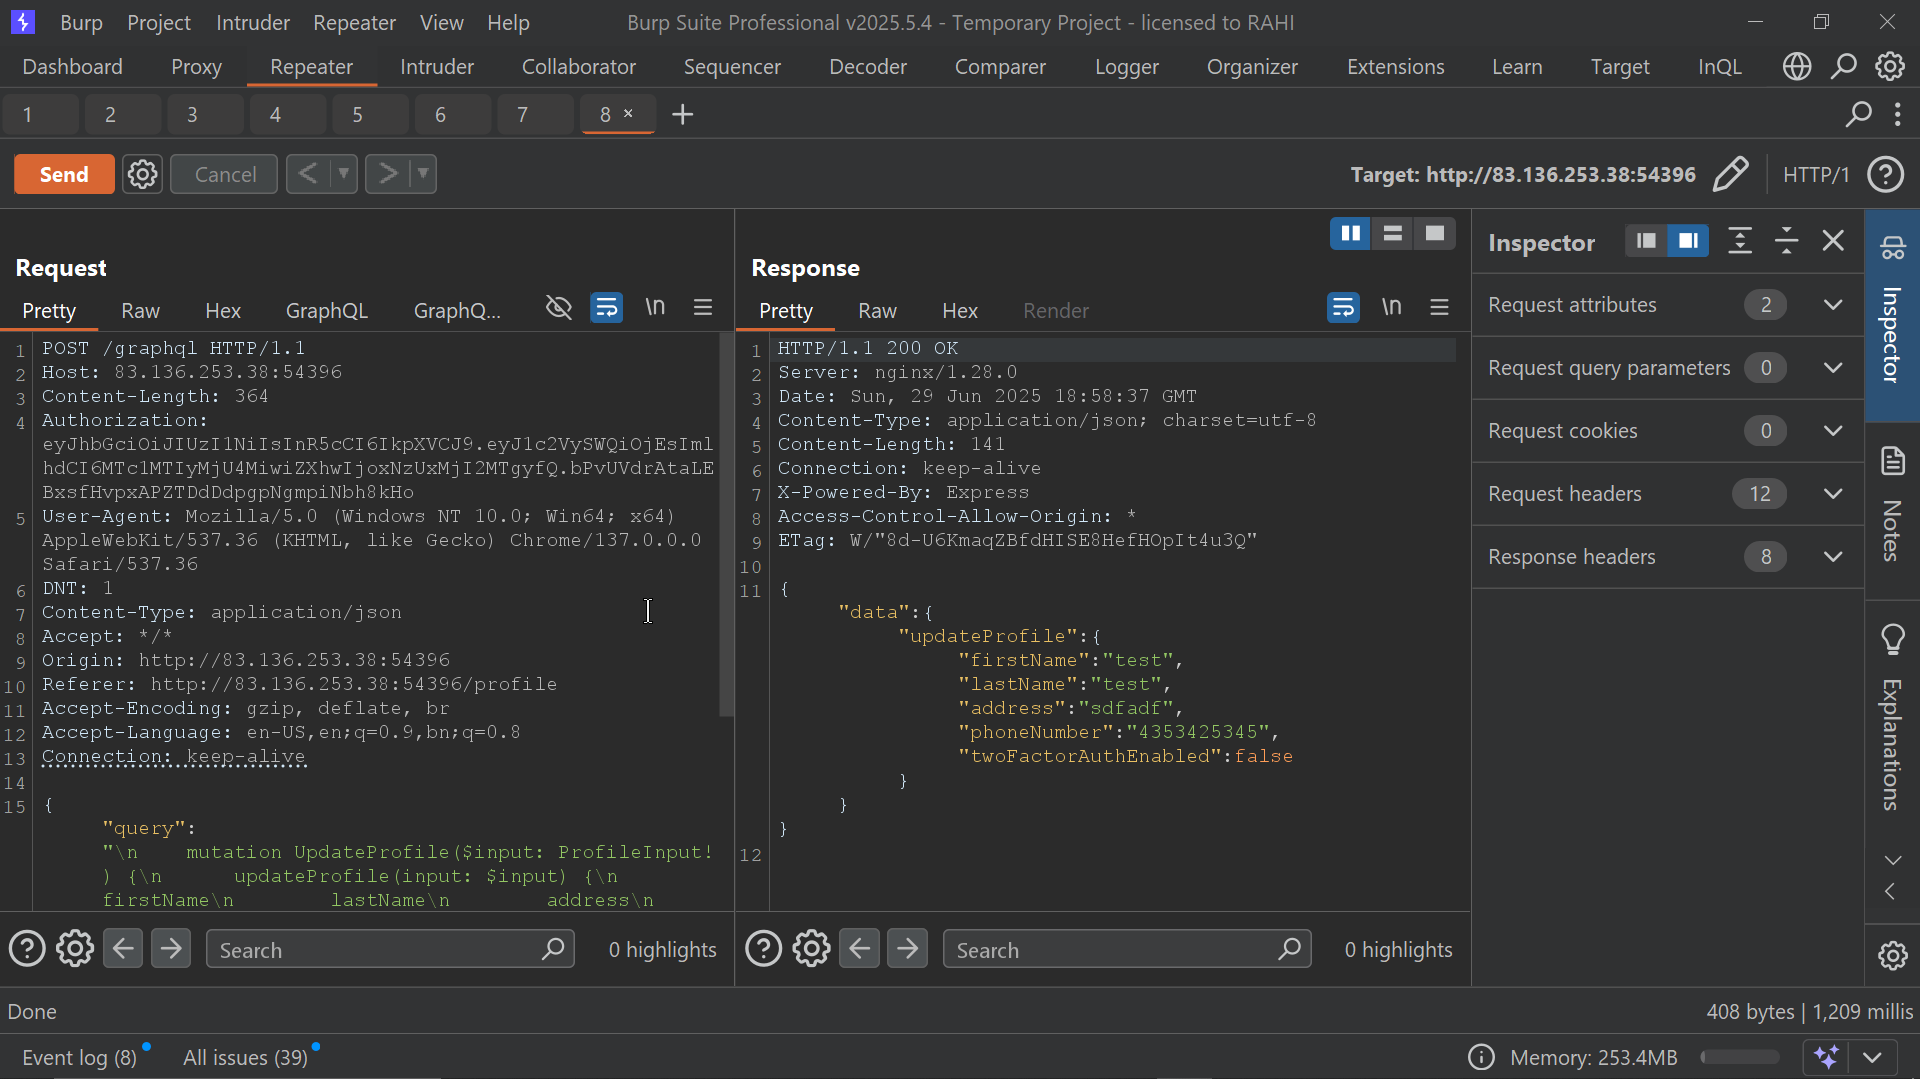 Burp Project Intruder Repeater View Help Burp Suite Professional v2025.5.4 - Temporary Project - licensed to RAHI
Dashboard Proxy Repeater Intruder Collaborator Sequencer Decoder Comparer Logger Organizer Extensions Learn Target InQL
1 2 3 4 5 6 7 8 × +
Send Cancel < > Target: http://83.136.253.38:54396 HTTP/1
Request
Pretty Raw Hex GraphQL GraphQ... \n
1 POST /graphql HTTP/1.1
2 Host: 83.136.253.38:54396
3 Content-Length: 364
4 Authorization:
eyJhbGciOiJIUzI1NiIsInR5cCI6IkpXVCJ9.eyJ1c2VySWQiOjEsIml
hdCI6MTc1MTIyMjU4MiwiZXhwIjoxNzUxMjI2MTgyfQ.bPvUVdrAtaLE
BxsfHvpxAPZTDdDdpgpNgmpiNbh8kHo
5 User-Agent: Mozilla/5.0 (Windows NT 10.0; Win64; x64)
AppleWebKit/537.36 (KHTML, like Gecko) Chrome/137.0.0.0
Safari/537.36
6 DNT: 1
7 Content-Type: application/json
8 Accept: */*
9 Origin: http://83.136.253.38:54396
10 Referer: http://83.136.253.38:54396/profile
11 Accept-Encoding: gzip, deflate, br
12 Accept-Language: en-US,en;q=0.9,bn;q=0.8
13 Connection: keep-alive
14
15 {
"query":
"\n mutation UpdateProfile($input: ProfileInput!
) {\n updateProfile(input: $input) {\n
firstName\n lastName\n address\n
Search 0 highlights
Response
Pretty Raw Hex Render \n
1 HTTP/1.1 200 OK
2 Server: nginx/1.28.0
3 Date: Sun, 29 Jun 2025 18:58:37 GMT
4 Content-Type: application/json; charset=utf-8
5 Content-Length: 141
6 Connection: keep-alive
7 X-Powered-By: Express
8 Access-Control-Allow-Origin: *
9 ETag: W/"8d-U6KmaqZBfdHISE8HefHOpIt4u3Q"
10
11 {
"data":{
"updateProfile":{
"firstName":"test",
"lastName":"test",
"address":"sdfadf",
"phoneNumber":"4353425345",
"twoFactorAuthEnabled":false
}
}
}
12
Search 0 highlights
Inspector
Request attributes 2
Request query parameters 0
Request cookies 0
Request headers 12
Response headers 8
Inspector
Notes
Explanations
Done 408 bytes | 1,209 millis
Event log (8) All issues (39) Memory: 253.4MB